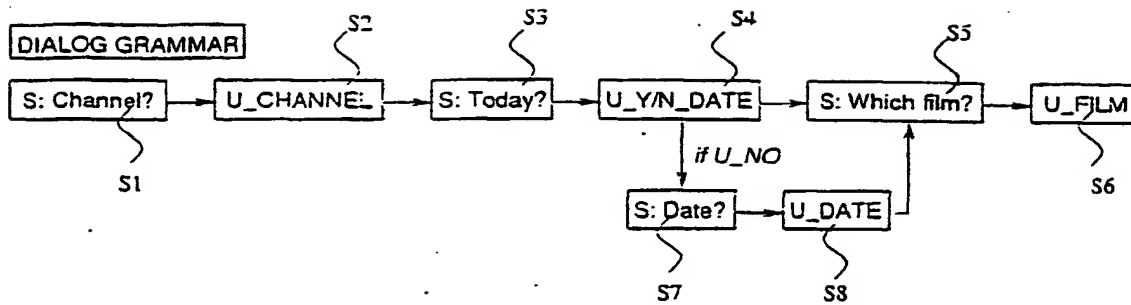 S2 S3 S4 S5
DIALOG GRAMMAR
S: Channel? U_CHANNEL S: Today? U_Y/N_DATE S: Which film? U_FILM
if U_NO
S1 S6
S: Date? U_DATE
S7 S8